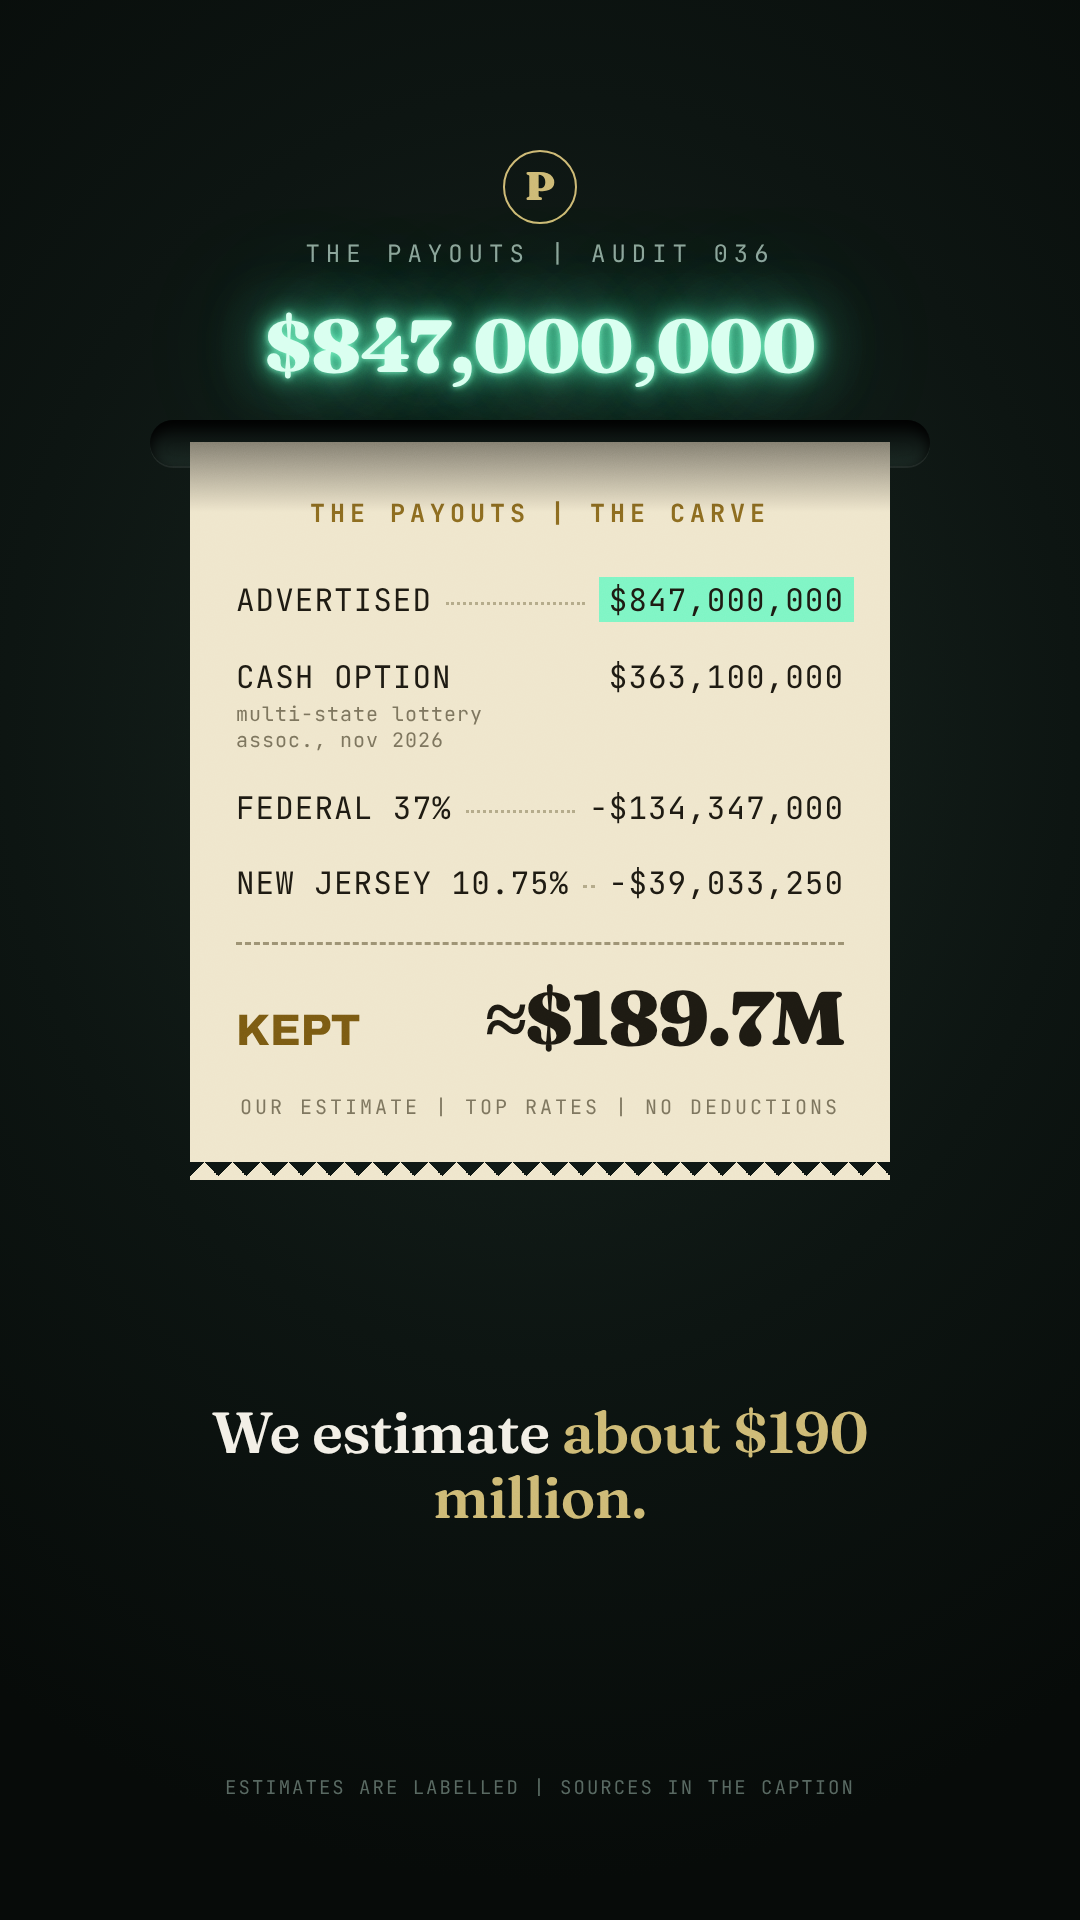 P
THE PAYOUTS | AUDIT 036
$847,000,000
THE PAYOUTS | THE CARVE
ADVERTISED $847,000,000
CASH OPTION $363,100,000
multi-state lottery
assoc., nov 2026
FEDERAL 37% -$134,347,000
NEW JERSEY 10.75% -$39,033,250
KEPT ≈$189.7M
OUR ESTIMATE | TOP RATES | NO DEDUCTIONS
We estimate about $190
million.
ESTIMATES ARE LABELLED | SOURCES IN THE CAPTION